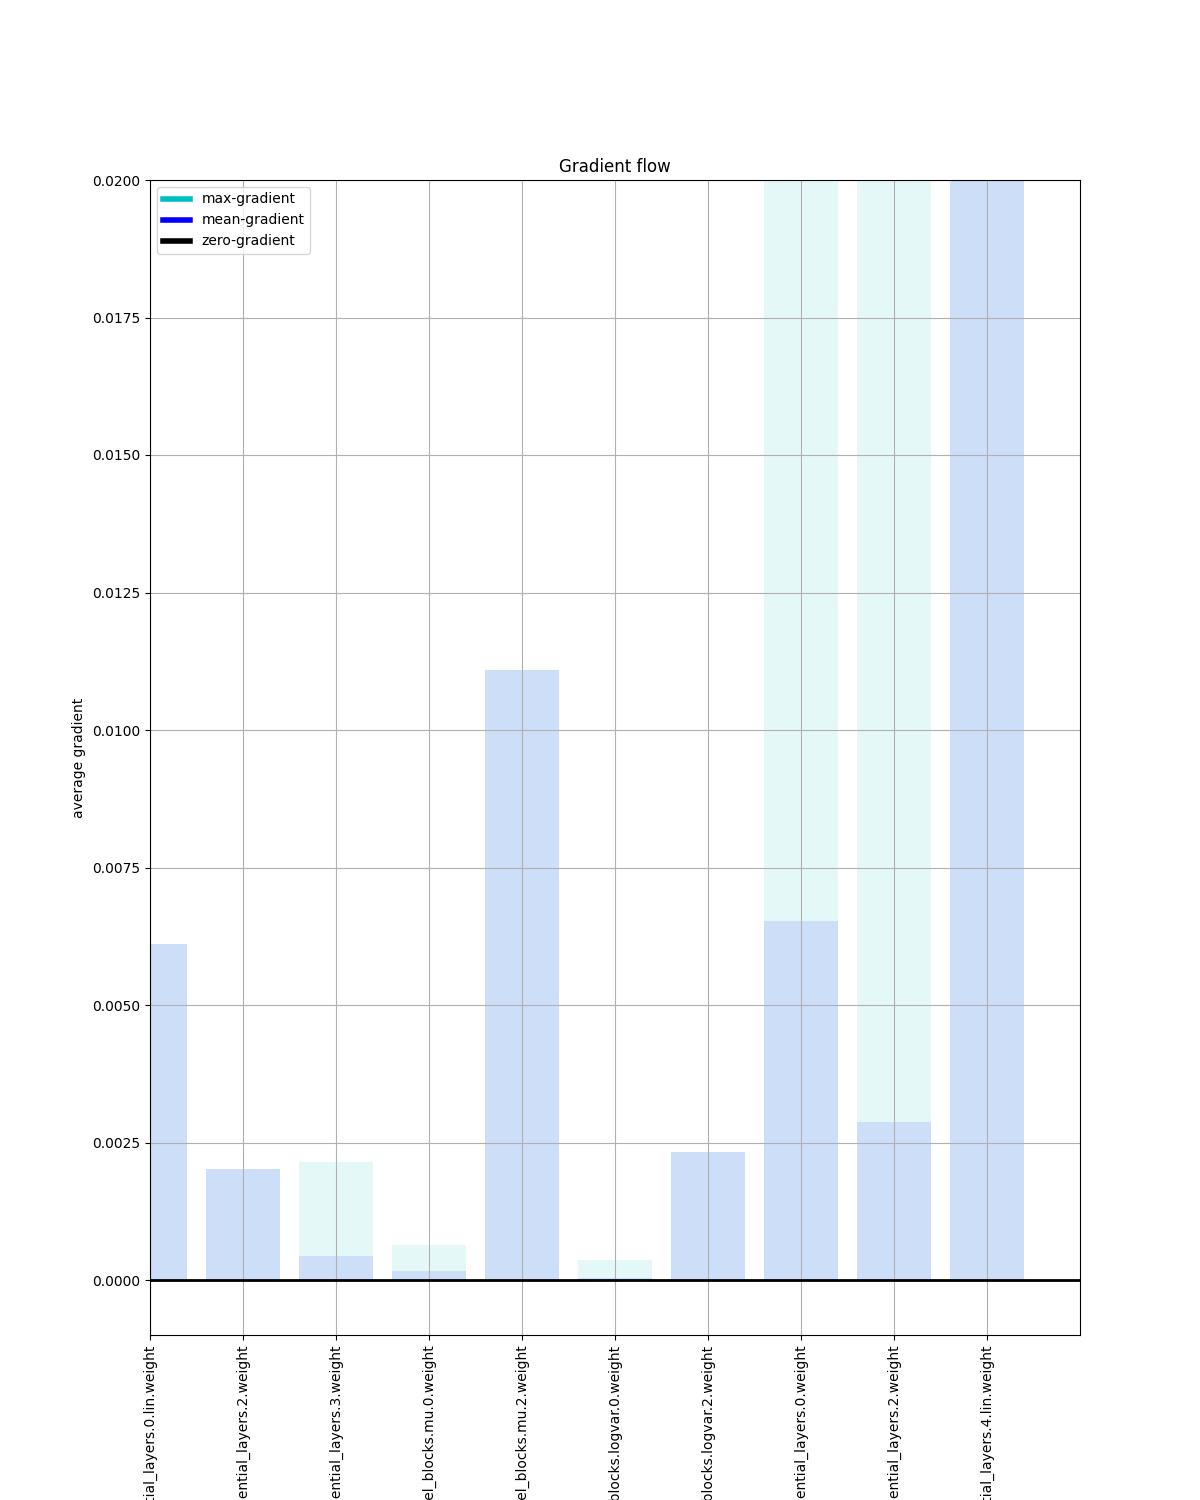 Gradient flow
max-gradient
mean-gradient
zero-gradient
average gradient
0.0200
0.0175
0.0150
0.0125
0.0100
0.0075
0.0050
0.0025
0.0000
tial_layers.0.lin.weight
ential_layers.2.weight
ential_layers.3.weight
el_blocks.mu.0.weight
el_blocks.mu.2.weight
blocks.logvar.0.weight
blocks.logvar.2.weight
ential_layers.0.weight
ential_layers.2.weight
tial_layers.4.lin.weight